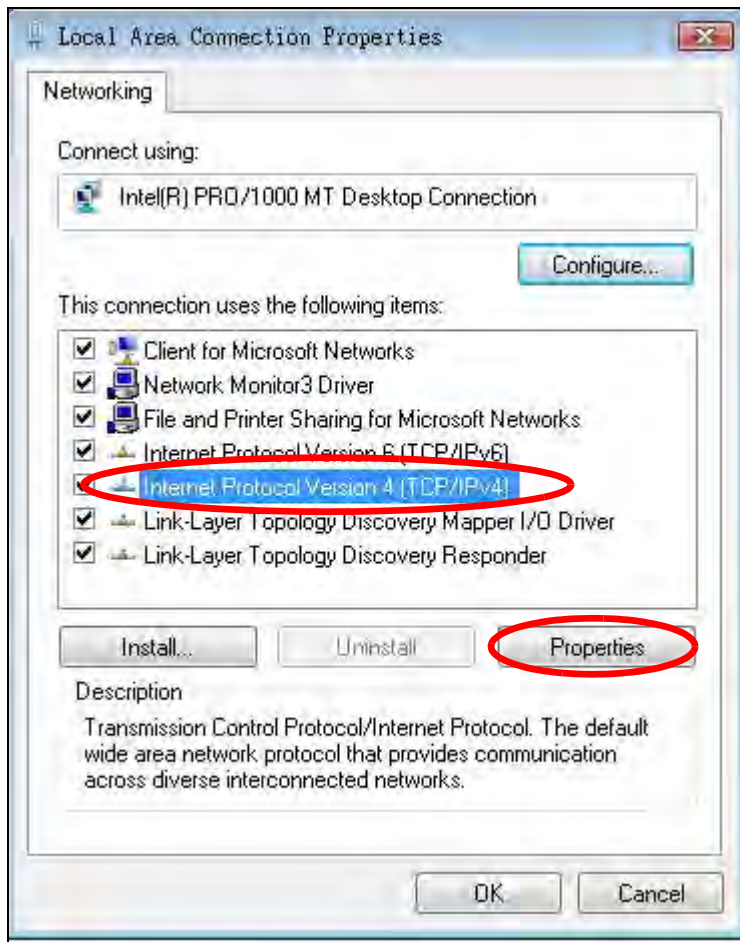 Local Area Connection Properties
Networking
Connect using:
Intel(R) PRO/1000 MT Desktop Connection
Configure...
This connection uses the following items:
Client for Microsoft Networks
Network Monitor3 Driver
File and Printer Sharing for Microsoft Networks
Internet Protocol Version 6 (TCP/IPv6)
Internet Protocol Version 4 (TCP/IPv4)
Link-Layer Topology Discovery Mapper I/O Driver
Link-Layer Topology Discovery Responder
Install... Uninstall Properties
Description
Transmission Control Protocol/Internet Protocol. The default
wide area network protocol that provides communication
across diverse interconnected networks.
OK Cancel